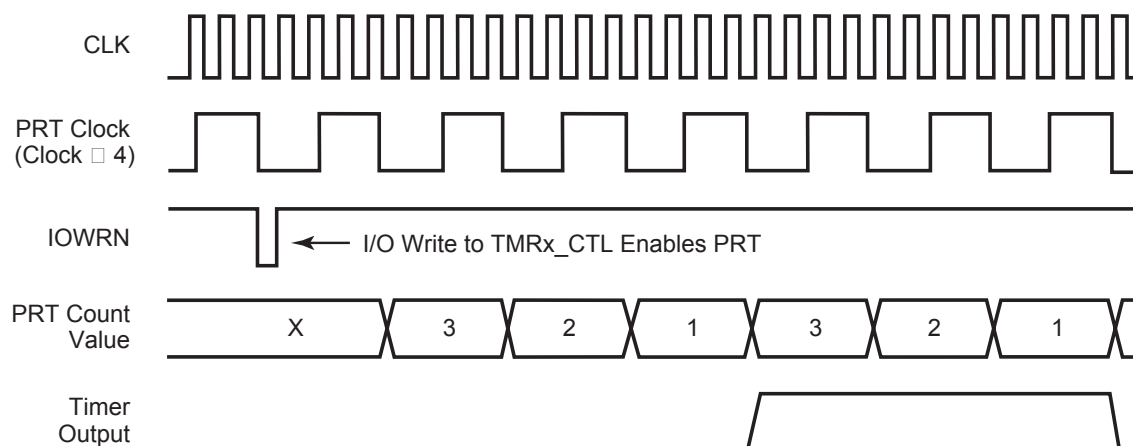 CLK
PRT Clock
(Clock □ 4)
IOWRN
I/O Write to TMRx_CTL Enables PRT
PRT Count
Value
X 3 2 1 3 2 1
Timer
Output